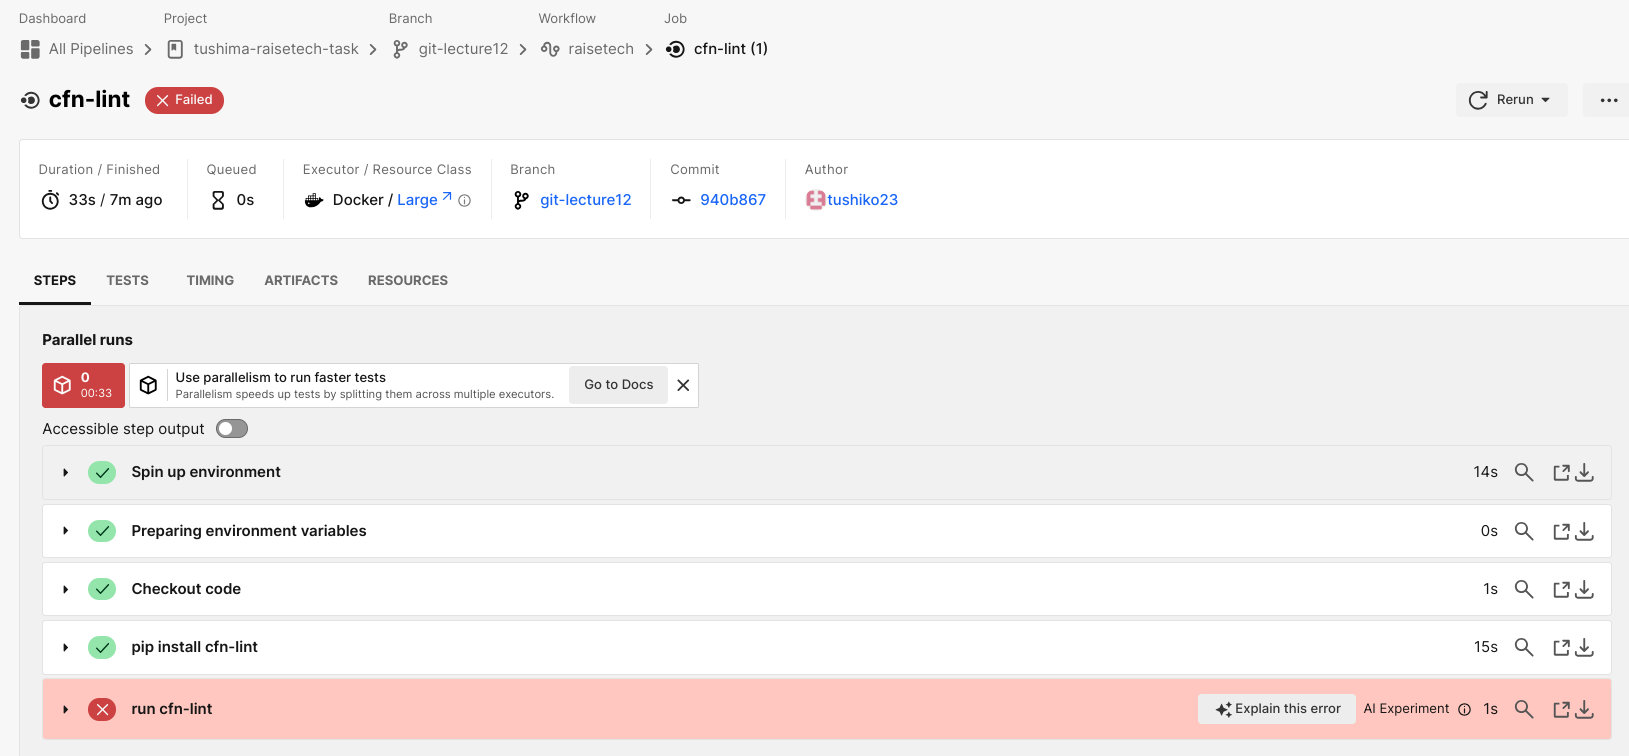 Dashboard Project Branch Workflow Job
All Pipelines tushima-raisetech-task git-lecture12 raisetech cfn-lint (1)
cfn-lint Failed Rerun
Duration / Finished Queued Executor / Resource Class Branch Commit Author
33s / 7m ago 0s Docker / Large git-lecture12 940b867 tushiko23
STEPS TESTS TIMING ARTIFACTS RESOURCES
Parallel runs
0
00:33
Use parallelism to run faster tests
Parallelism speeds up tests by splitting them across multiple executors.
Go to Docs
Accessible step output
Spin up environment 14s
Preparing environment variables 0s
Checkout code 1s
pip install cfn-lint 15s
run cfn-lint Explain this error AI Experiment 1s